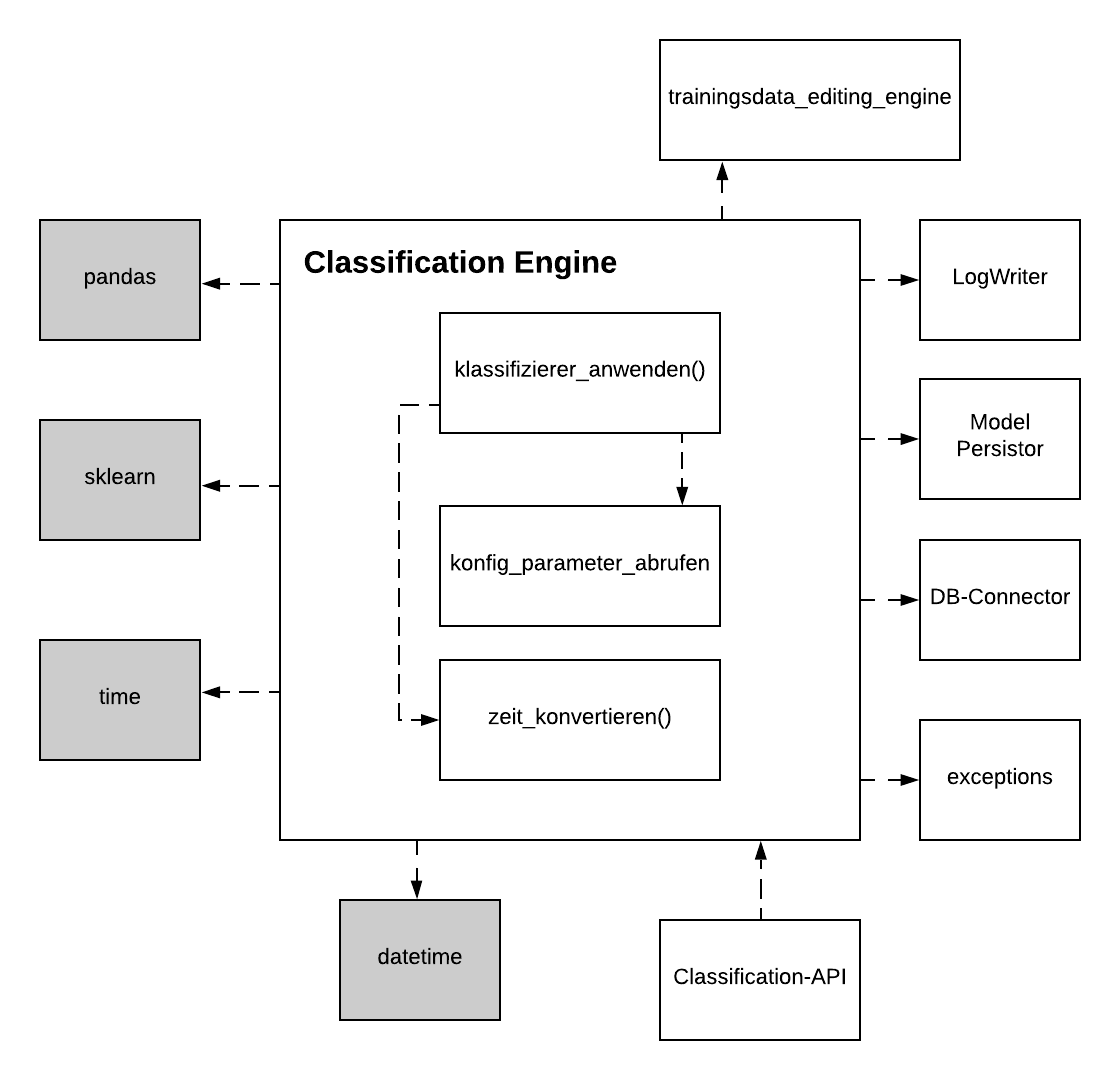 trainingsdata_editing_engine
pandas
Classification Engine
LogWriter
klassifizierer_anwenden()
Model
Persistor
sklearn
konfig_parameter_abrufen
DB-Connector
time
zeit_konvertieren()
exceptions
datetime
Classification-API